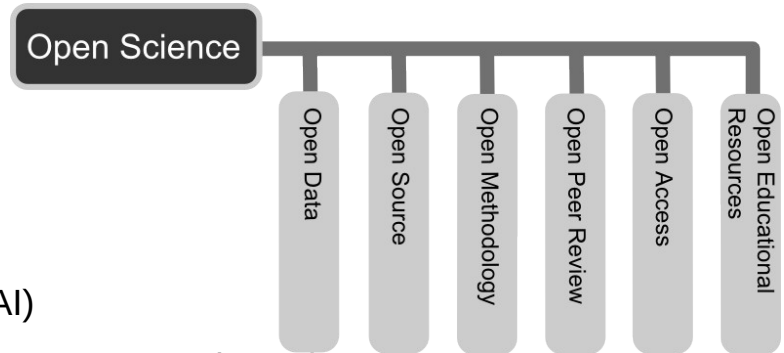 Open Science
Open Data
Open Source
Open Methodology
Open Peer Review
Open Access
Open Educational
Resources
AI)